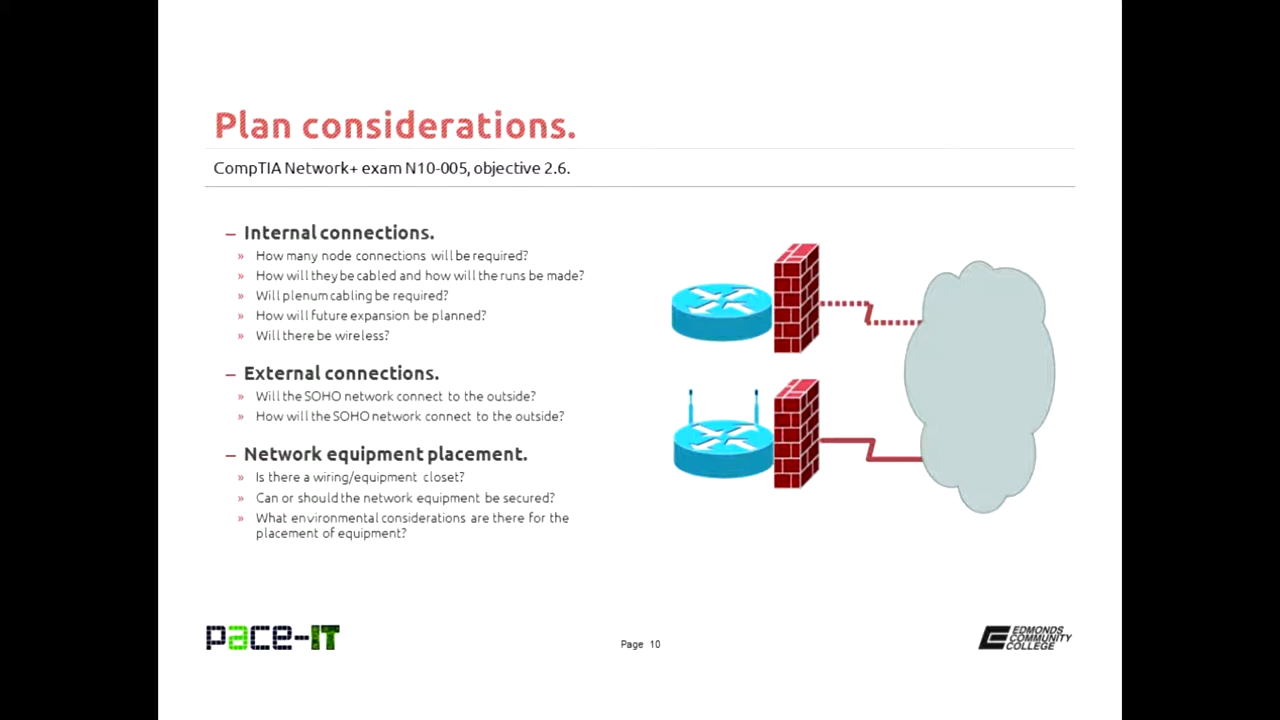 Plan considerations.
CompTIA Network+ exam N10-005, objective 2.6.
– Internal connections.
» How many node connections will be required?
» How will they be cabled and how will the runs be made?
» Will plenum cabling be required?
» How will future expansion be planned?
» Will there be wireless?
– External connections.
» Will the SOHO network connect to the outside?
» How will the SOHO network connect to the outside?
– Network equipment placement.
» Is there a wiring/equipment closet?
» Can or should the network equipment be secured?
» What environmental considerations are there for the
placement of equipment?
pace-IT
Page 10
EDMONDS
COMMUNITY
COLLEGE